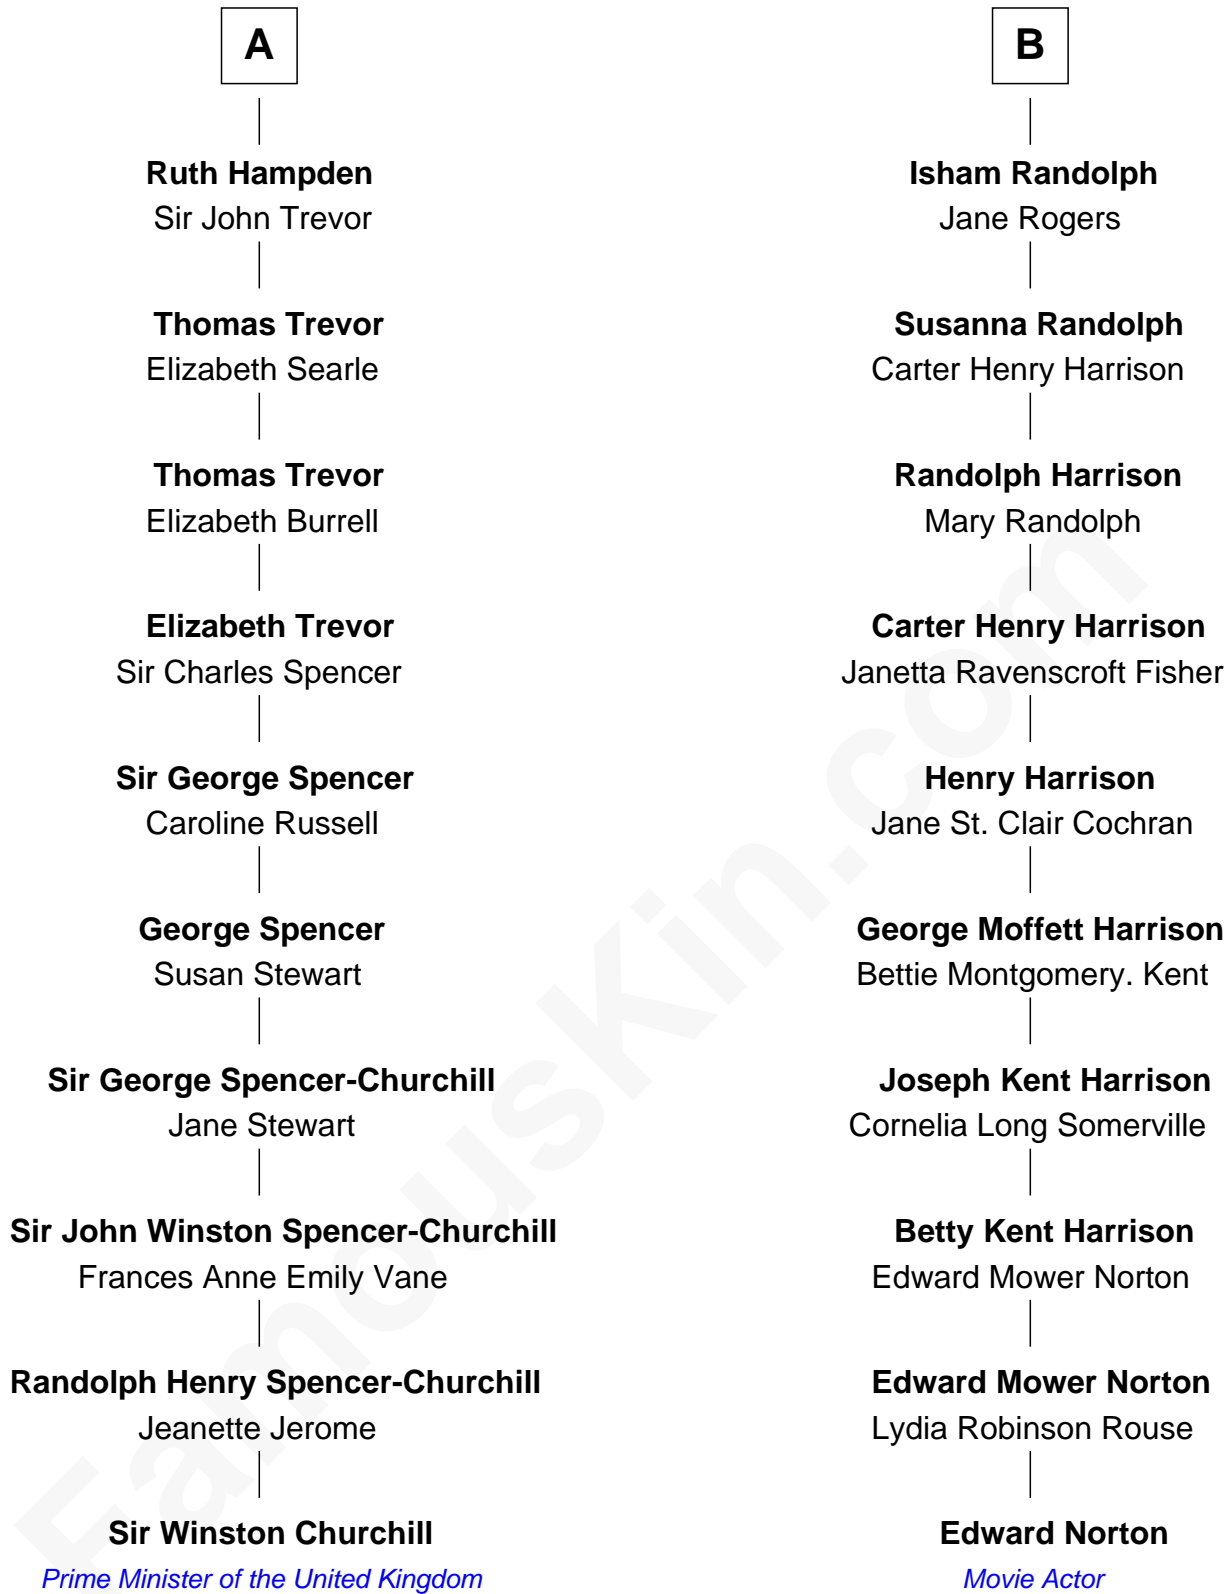 A
Ruth Hampden
Sir John Trevor
Thomas Trevor
Elizabeth Searle
Thomas Trevor
Elizabeth Burrell
Elizabeth Trevor
Sir Charles Spencer
Sir George Spencer
Caroline Russell
George Spencer
Susan Stewart
Sir George Spencer-Churchill
Jane Stewart
Sir John Winston Spencer-Churchill
Frances Anne Emily Vane
Randolph Henry Spencer-Churchill
Jeanette Jerome
Sir Winston Churchill
Prime Minister of the United Kingdom
B
Isham Randolph
Jane Rogers
Susanna Randolph
Carter Henry Harrison
Randolph Harrison
Mary Randolph
Carter Henry Harrison
Janetta Ravenscroft Fisher
Henry Harrison
Jane St. Clair Cochran
George Moffett Harrison
Bettie Montgomery. Kent
Joseph Kent Harrison
Cornelia Long Somerville
Betty Kent Harrison
Edward Mower Norton
Edward Mower Norton
Lydia Robinson Rouse
Edward Norton
Movie Actor
FamousKin.com